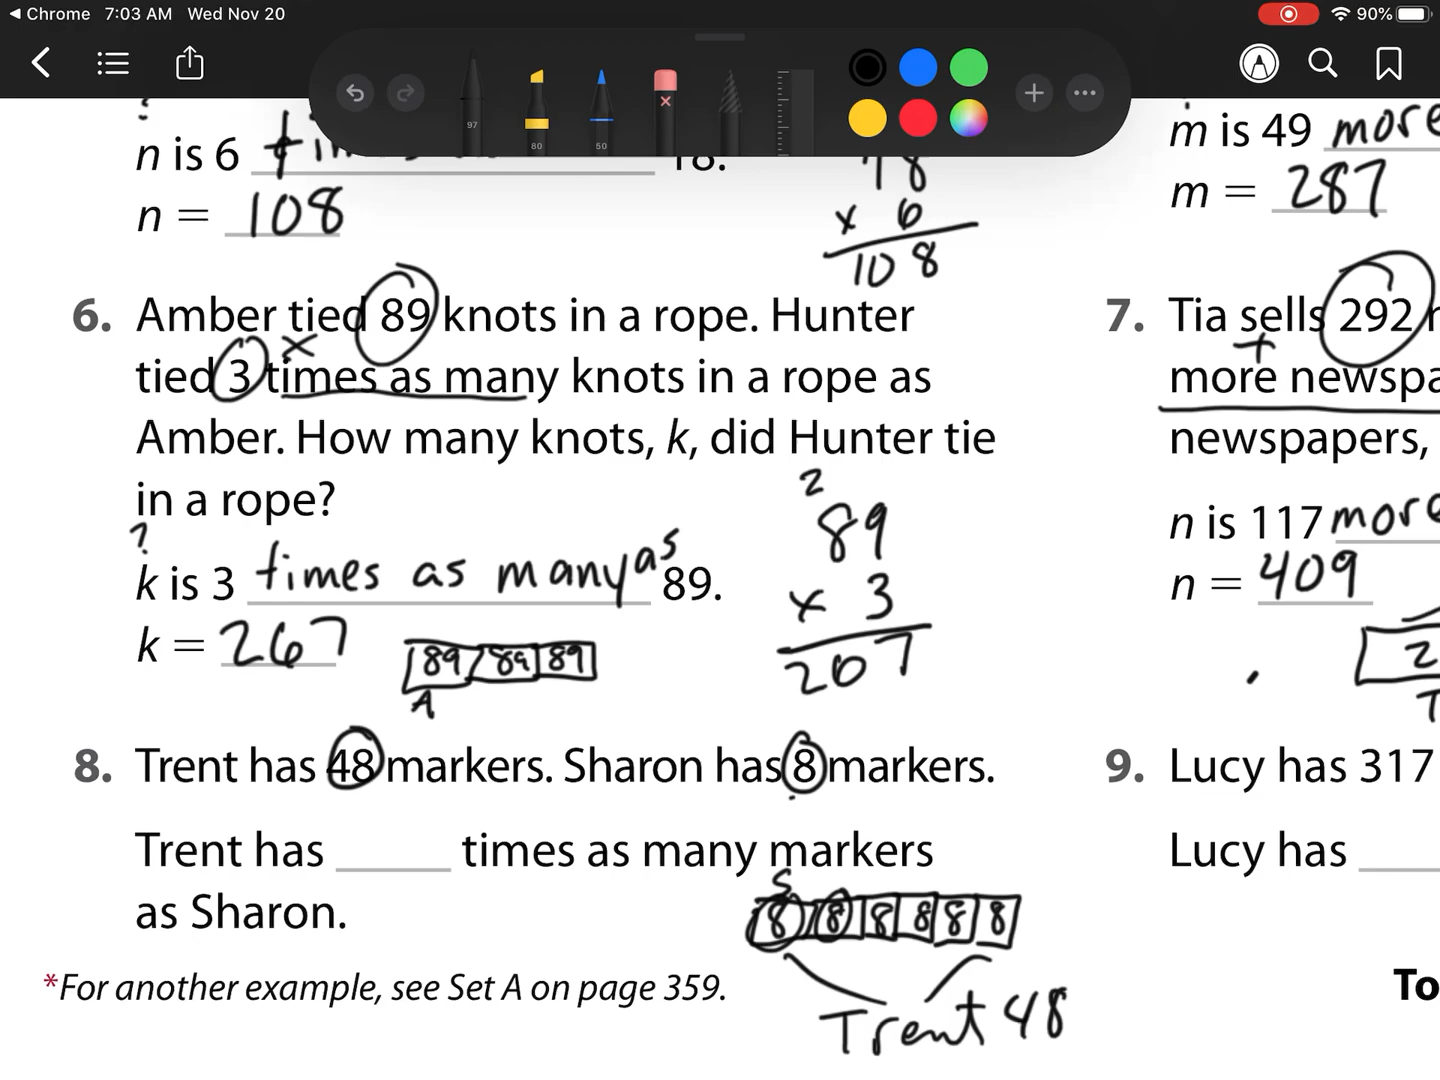 Chrome 7:03 AM Wed Nov 20
90%
97
80
50
n is 6
18.
n = 108
18
x 6
108
m is 49 more
m = 287
6. Amber tied 89 knots in a rope. Hunter
x
tied 3 times as many knots in a rope as
Amber. How many knots, k, did Hunter tie
in a rope?
?
k is 3 times as many as 89.
k = 267
89 89 89
A
2
89
x 3
267
7. Tia sells 292
+
more newspa
newspapers,
n is 117 more
n = 409
2
T
8. Trent has 48 markers. Sharon has 8 markers.
Trent has ____ times as many markers
as Sharon.
S
8 8 8 8 8 8
Trent 48
9. Lucy has 317
Lucy has
*For another example, see Set A on page 359.
To